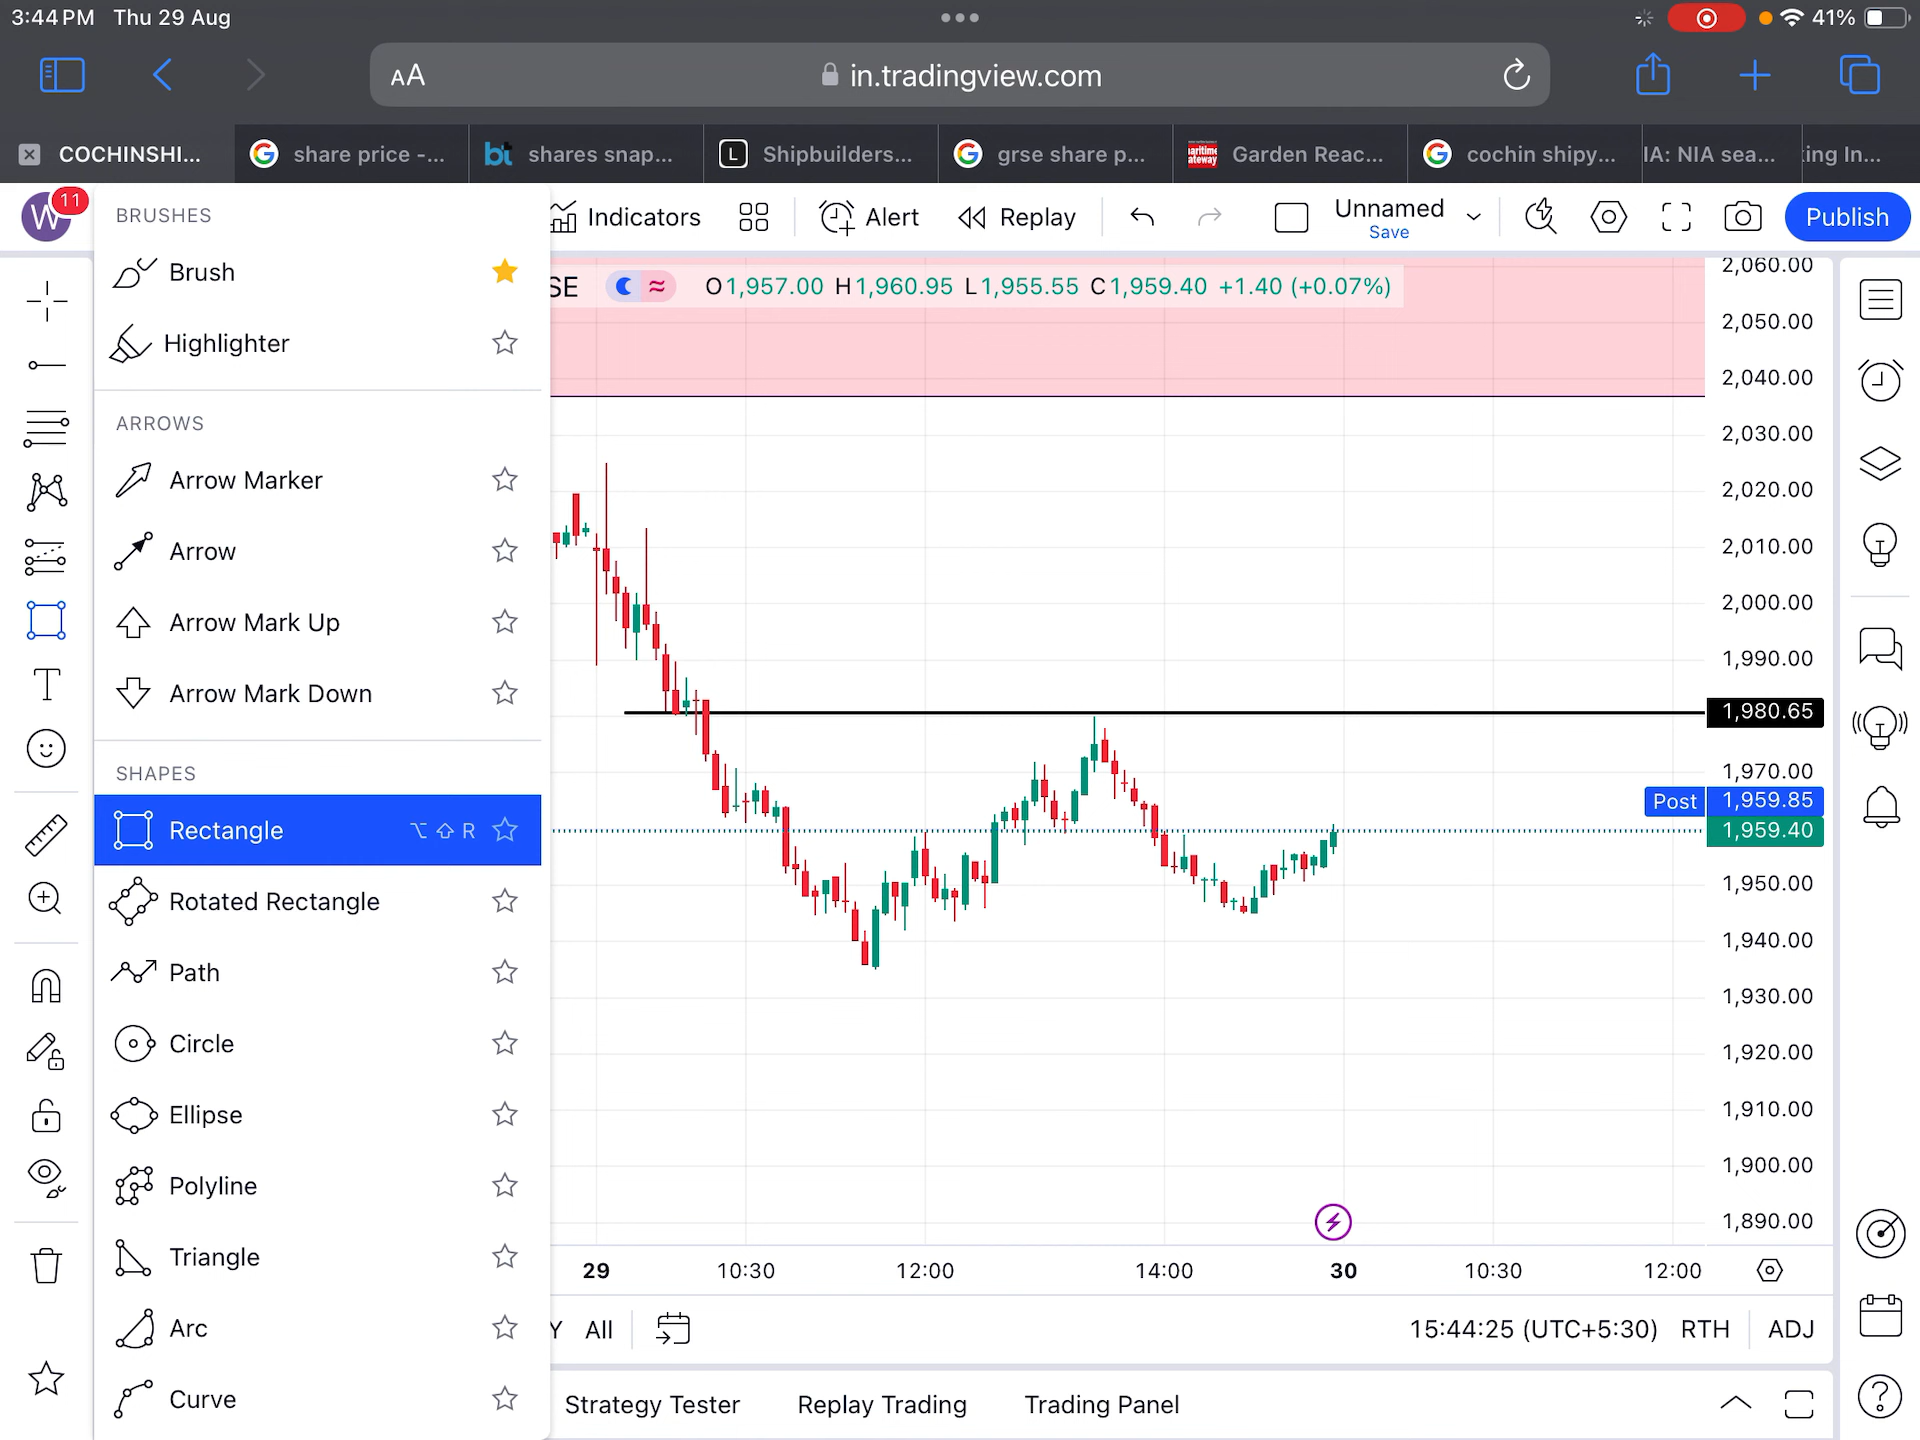 3:44 PM Thu 29 Aug
41%
AA
in.tradingview.com
COCHINSHI...
share price -...
bt shares snap...
L Shipbuilders...
grse share p...
Garden Reac...
cochin shipy...
IA: NIA sea...
ing In...
W 11
Indicators
Alert
Replay
Unnamed
Save
Publish
BRUSHES
Brush
Highlighter
ARROWS
Arrow Marker
Arrow
Arrow Mark Up
Arrow Mark Down
SHAPES
Rectangle ⌥ ⇧ R
Rotated Rectangle
Path
Circle
Ellipse
Polyline
Triangle
Arc
Curve
SE O1,957.00 H1,960.95 L1,955.55 C1,959.40 +1.40 (+0.07%)
2,060.00
2,050.00
2,040.00
2,030.00
2,020.00
2,010.00
2,000.00
1,990.00
1,980.65
1,970.00
Post 1,959.85
1,959.40
1,950.00
1,940.00
1,930.00
1,920.00
1,910.00
1,900.00
1,890.00
29 10:30 12:00 14:00 30 10:30 12:00
Y All
15:44:25 (UTC+5:30) RTH ADJ
Strategy Tester Replay Trading Trading Panel